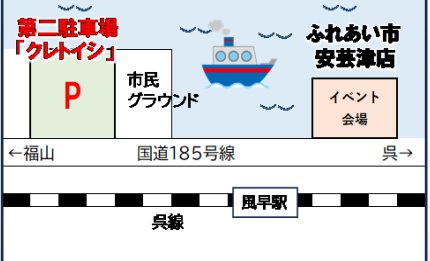 第二駐車場
「クレトイシ」
P
市民
グラウンド
ふれあい市
安芸津店
イベント
会場
←福山
国道185号線
呉→
風早駅
呉線